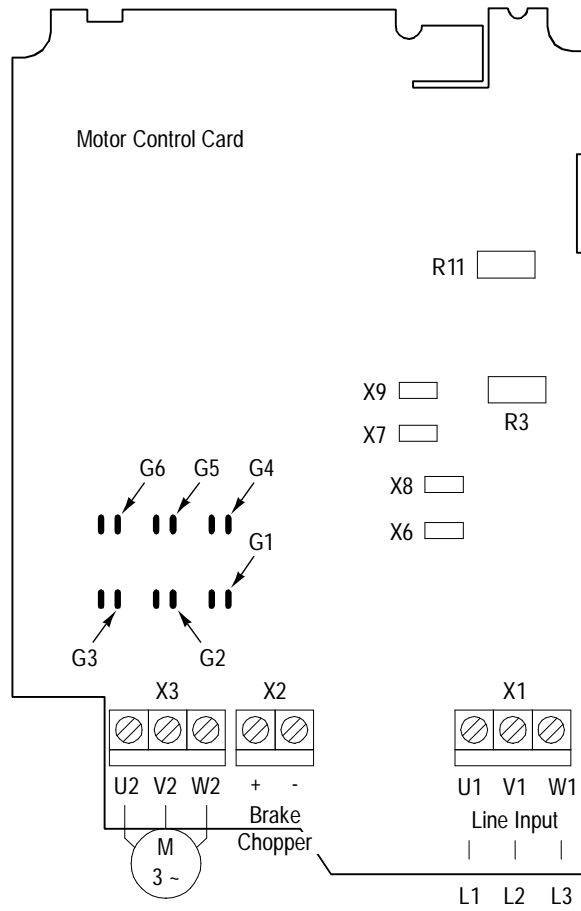 Motor Control Card
R11
X9
R3
X7
G6 G5 G4
X8
X6
G1
G3 G2
X3 X2 X1
U2 V2 W2 + - U1 V1 W1
Brake
Chopper
Line Input
M
3 ~
L1 L2 L3